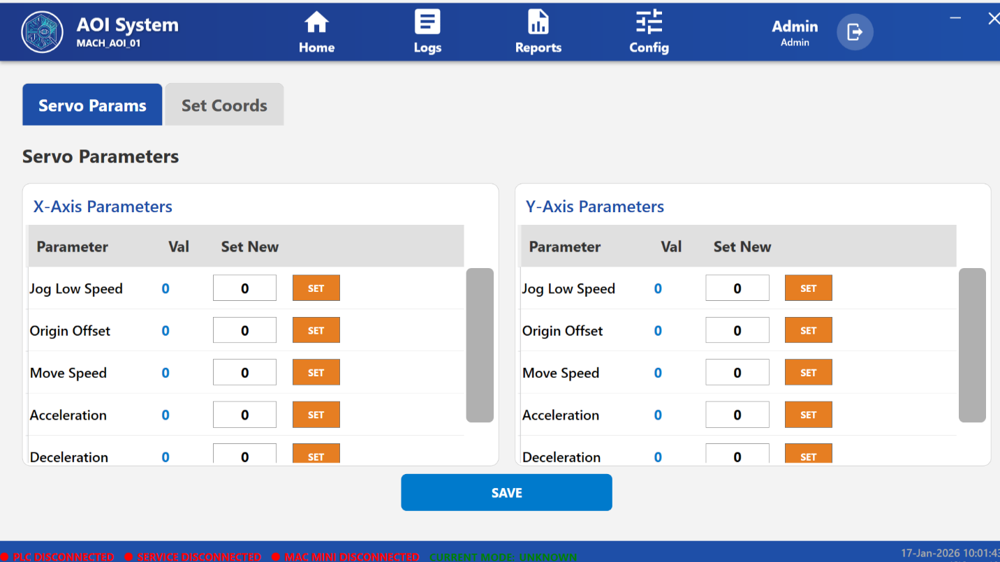 AOI System
MACH_AOI_01
Home
Logs
Reports
Config
Admin
Admin
Servo Params
Set Coords
Servo Parameters
X-Axis Parameters
Parameter Val Set New
Jog Low Speed 0 0 SET
Origin Offset 0 0 SET
Move Speed 0 0 SET
Acceleration 0 0 SET
Deceleration 0 0 SET
Y-Axis Parameters
Parameter Val Set New
Jog Low Speed 0 0 SET
Origin Offset 0 0 SET
Move Speed 0 0 SET
Acceleration 0 0 SET
Deceleration 0 0 SET
SAVE
PLC DISCONNECTED SERVICE DISCONNECTED MAC MINI DISCONNECTED CURRENT MODE: UNKNOWN
17-Jan-2026 10:01:43